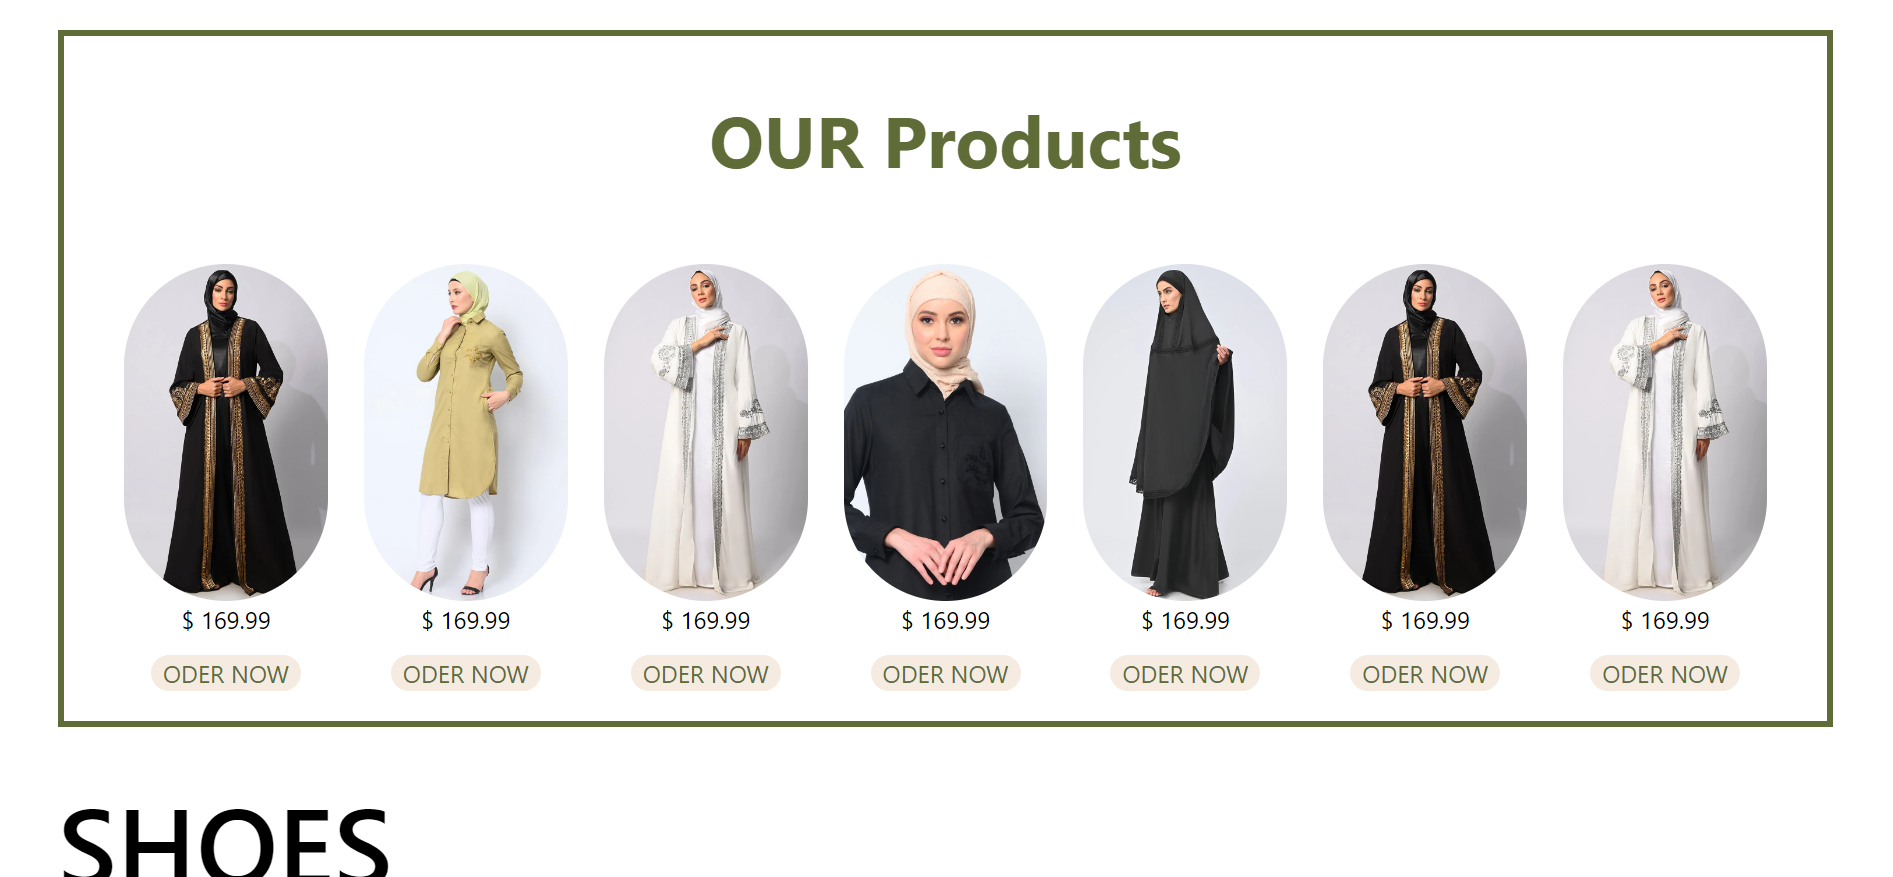 OUR Products
$ 169.99 $ 169.99 $ 169.99 $ 169.99 $ 169.99 $ 169.99 $ 169.99
ODER NOW ODER NOW ODER NOW ODER NOW ODER NOW ODER NOW ODER NOW
SHOES